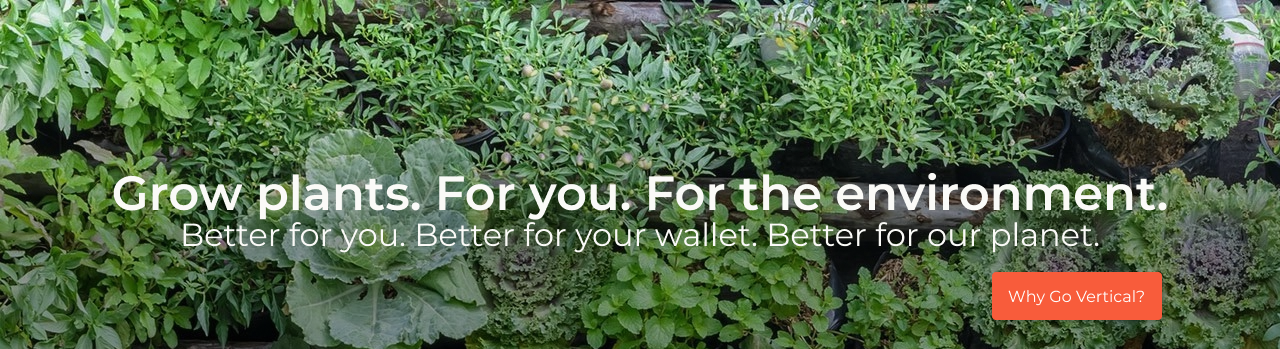 Grow plants. For you. For the environment.
Better for you. Better for your wallet. Better for our planet.
Why Go Vertical?